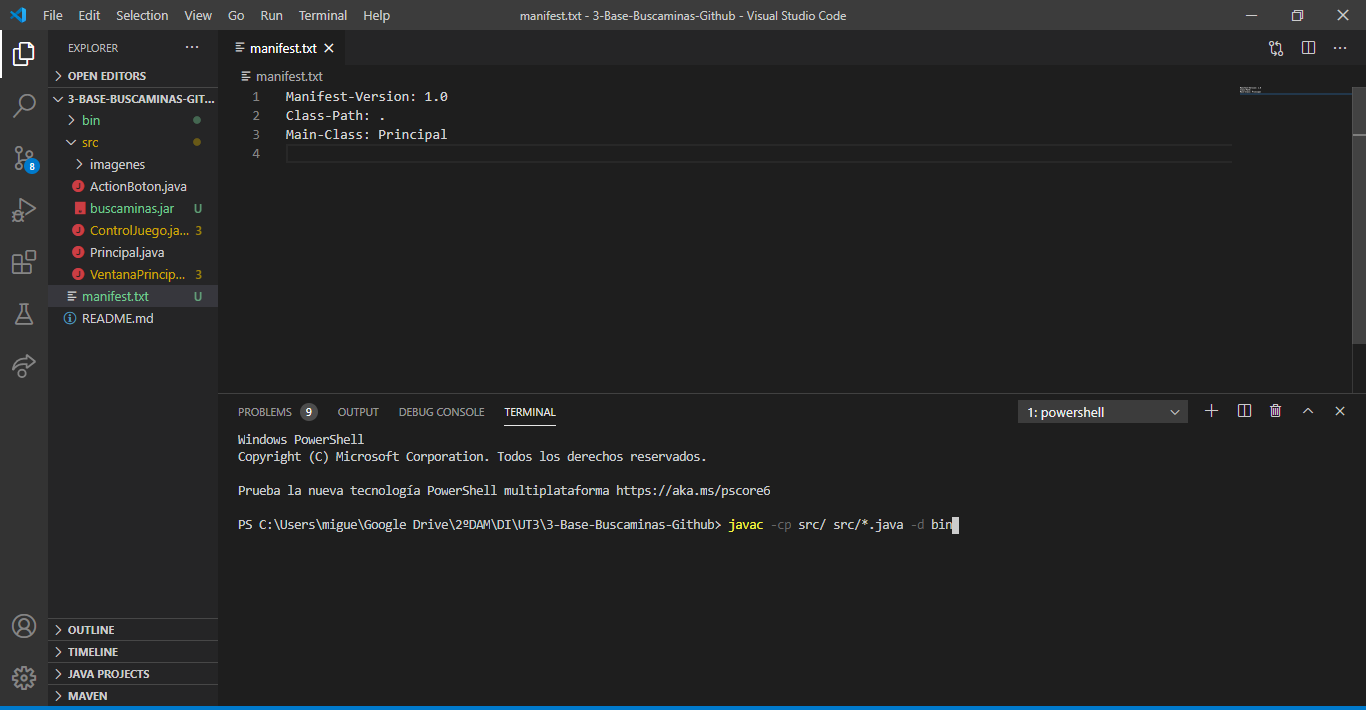 File Edit Selection View Go Run Terminal Help
manifest.txt - 3-Base-Buscaminas-Github - Visual Studio Code
EXPLORER
OPEN EDITORS
3-BASE-BUSCAMINAS-GIT...
bin
src
imagenes
ActionBoton.java
buscaminas.jar U
ControlJuego.ja... 3
Principal.java
VentanaPrincip... 3
manifest.txt U
README.md
8
OUTLINE
TIMELINE
JAVA PROJECTS
MAVEN
manifest.txt
manifest.txt
1 Manifest-Version: 1.0
2 Class-Path: .
3 Main-Class: Principal
4
PROBLEMS 9 OUTPUT DEBUG CONSOLE TERMINAL
1: powershell
Windows PowerShell
Copyright (C) Microsoft Corporation. Todos los derechos reservados.
Prueba la nueva tecnología PowerShell multiplataforma https://aka.ms/pscore6
PS C:\Users\migue\Google Drive\2ºDAM\DI\UT3\3-Base-Buscaminas-Github> javac -cp src/ src/*.java -d bin